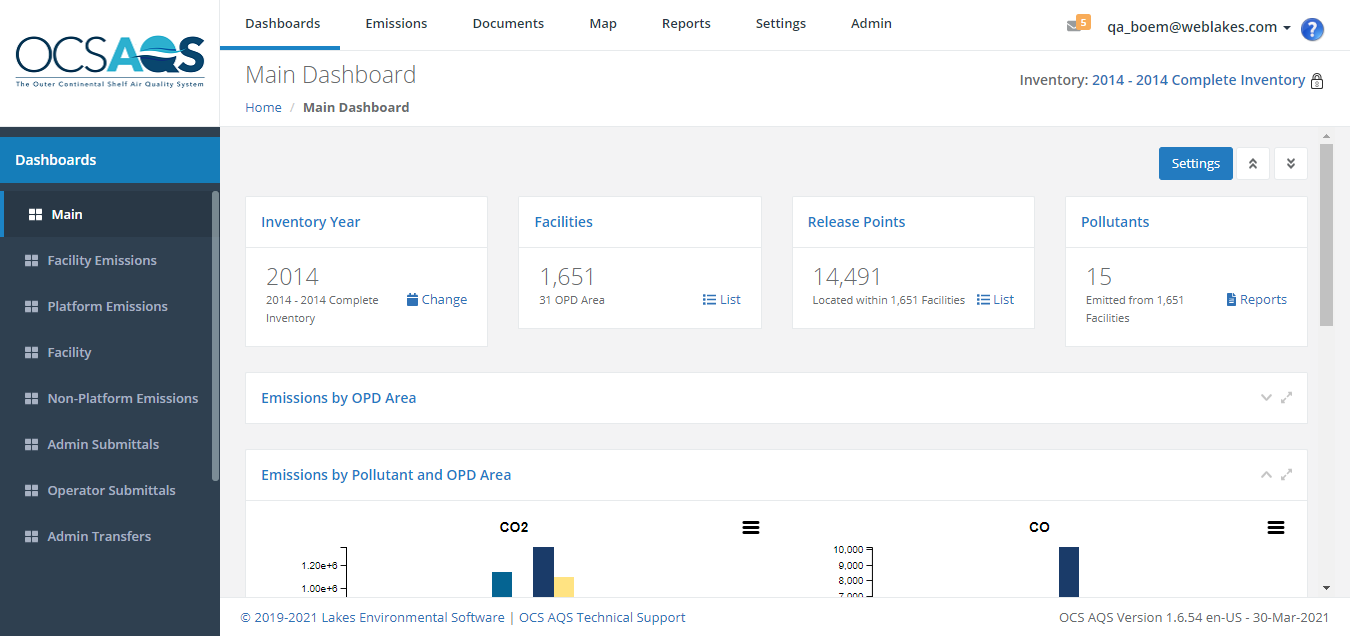 OCSAQS
The Outer Continental Shelf Air Quality System
Dashboards Emissions Documents Map Reports Settings Admin
5 qa_boem@weblakes.com ?
Main Dashboard
Home / Main Dashboard
Inventory: 2014 - 2014 Complete Inventory
Dashboards
Main
Facility Emissions
Platform Emissions
Facility
Non-Platform Emissions
Admin Submittals
Operator Submittals
Admin Transfers
Settings
Inventory Year
2014
2014 - 2014 Complete
Inventory
Change
Facilities
1,651
31 OPD Area
List
Release Points
14,491
Located within 1,651 Facilities
List
Pollutants
15
Emitted from 1,651
Facilities
Reports
Emissions by OPD Area
Emissions by Pollutant and OPD Area
CO2
1.20e+6
1.00e+6
CO
10,000
9,000
8,000
7,000
© 2019-2021 Lakes Environmental Software | OCS AQS Technical Support
OCS AQS Version 1.6.54 en-US - 30-Mar-2021